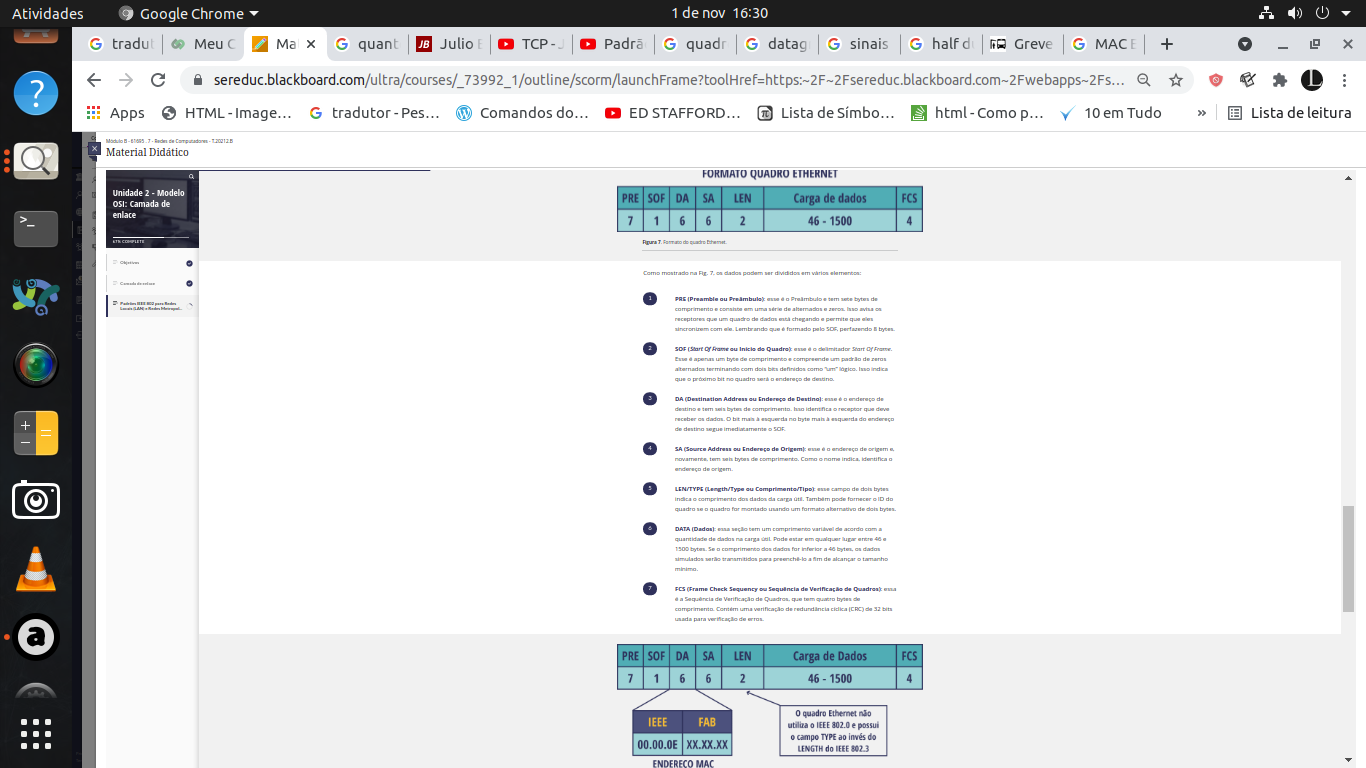 Atividades
Google Chrome
1 de nov 16:30
tradut
Meu C
Ma
quant
Julio E
TCP - J
Padrã
quadr
datag
sinais
half du
Greve
MAC E
sereduc.blackboard.com/ultra/courses/_73992_1/outline/scorm/launchFrame?toolHref=https:~2F~2Fsereduc.blackboard.com~2Fwebapps~2Fs...
Apps
HTML - Image…
tradutor - Pes…
Comandos do…
ED STAFFORD…
Lista de Símbo…
html - Como p…
10 em Tudo
»
Lista de leitura
Módulo B - 61695 . 7 - Redes de Computadores - T.20212.B
Material Didático
Unidade 2 - Modelo
OSI: Camada de
enlace
67% COMPLETE
Objetivos
Camada de enlace
Padrões IEEE 802 para Redes
Locais (LAN) e Redes Metropol...
FORMATO QUADRO ETHERNET
PRE SOF DA SA LEN Carga de dados FCS
7 1 6 6 2 46 - 1500 4
Figura 7. Formato do quadro Ethernet.
Como mostrado na Fig. 7, os dados podem ser divididos em vários elementos:
1
PRE (Preamble ou Preâmbulo): esse é o Preâmbulo e tem sete bytes de
comprimento e consiste em uma série de alternados e zeros. Isso avisa os
receptores que um quadro de dados está chegando e permite que eles
sincronizem com ele. Lembrando que é formado pelo SOF, perfazendo 8 bytes.
2
SOF (Start Of Frame ou Início do Quadro): esse é o delimitador Start Of Frame.
Esse é apenas um byte de comprimento e compreende um padrão de zeros
alternados terminando com dois bits definidos como “um” lógico. Isso indica
que o próximo bit no quadro será o endereço de destino.
3
DA (Destination Address ou Endereço de Destino): esse é o endereço de
destino e tem seis bytes de comprimento. Isso identifica o receptor que deve
receber os dados. O bit mais à esquerda no byte mais à esquerda do endereço
de destino segue imediatamente o SOF.
4
SA (Source Address ou Endereço de Origem): esse é o endereço de origem e,
novamente, tem seis bytes de comprimento. Como o nome indica, identifica o
endereço de origem.
5
LEN/TYPE (Length/Type ou Comprimento/Tipo): esse campo de dois bytes
indica o comprimento dos dados da carga útil. Também pode fornecer o ID do
quadro se o quadro for montado usando um formato alternativo de dois bytes.
6
DATA (Dados): essa seção tem um comprimento variável de acordo com a
quantidade de dados na carga útil. Pode estar em qualquer lugar entre 46 e
1500 bytes. Se o comprimento dos dados for inferior a 46 bytes, os dados
simulados serão transmitidos para preenchê-lo a fim de alcançar o tamanho
mínimo.
7
FCS (Frame Check Sequency ou Sequência de Verificação de Quadros): essa
é a Sequência de Verificação de Quadros, que tem quatro bytes de
comprimento. Contém uma verificação de redundância cíclica (CRC) de 32 bits
usada para verificação de erros.
PRE SOF DA SA LEN Carga de Dados FCS
7 1 6 6 2 46 - 1500 4
IEEE FAB
00.00.0E XX.XX.XX
ENDEREÇO MAC
O quadro Ethernet não
utiliza o IEEE 802.0 e possui
o campo TYPE ao invés do
LENGTH do IEEE 802.3